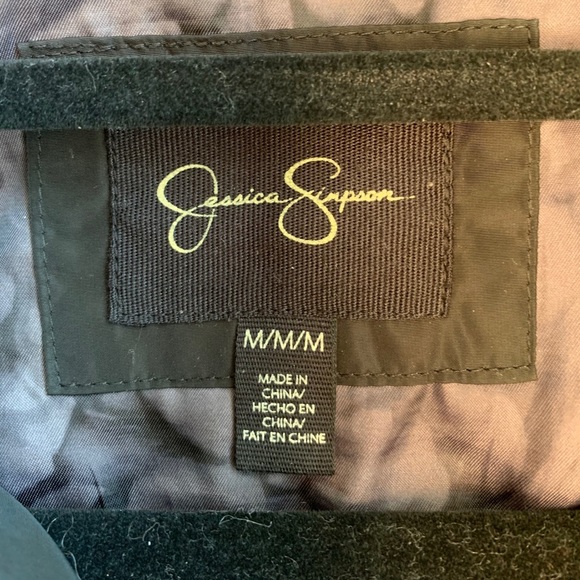 Jessica Simpson
M/M/M
MADE IN
CHINA/
HECHO EN
CHINA/
FAIT EN CHINE